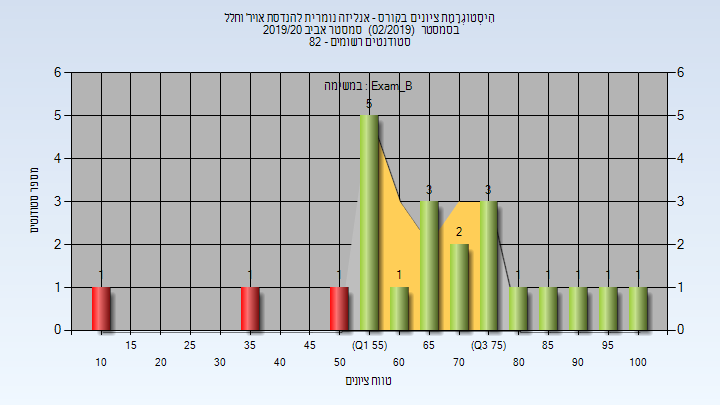 הִיסְטוֹגְרָמַת ציונים בקורס - אנליזה נומרית להנדסת אויר וחלל
בסמסטר (02/2019) סמסטר אביב 2019/20
סטודנטים רשומים - 82
במשימה : Exam_B
מספר סטודנטים
6 6
5 5
4 4
3 3
2 2
1 1
0 0
1 1 1 5 1 3 2 3 1 1 1 1 1
15 25 35 45 (Q1 55) 65 (Q3 75) 85 95
10 20 30 40 50 60 70 80 90 100
טווח ציונים